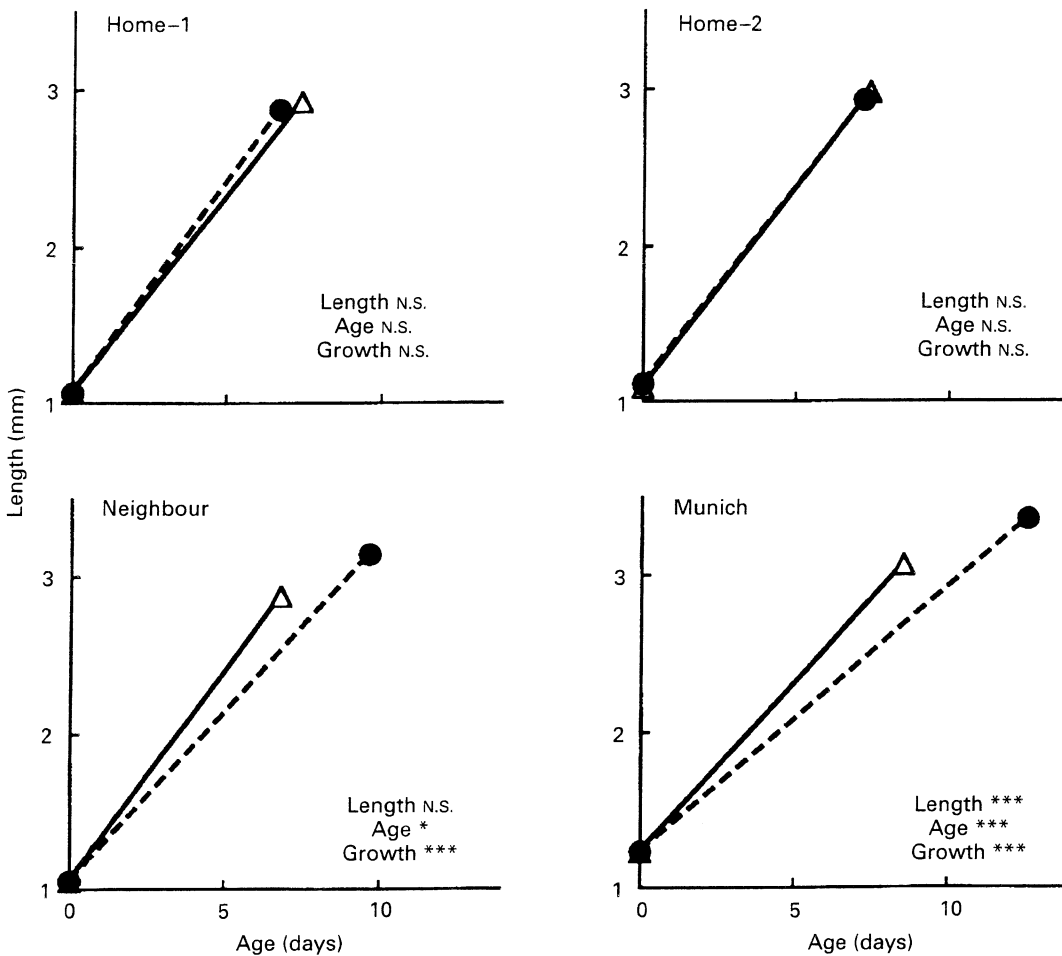 Home–1
3
2
1
Length N.S.
Age N.S.
Growth N.S.
Home–2
3
2
1
Length N.S.
Age N.S.
Growth N.S.
Length (mm)
Neighbour
3
2
1
0
5
10
Length N.S.
Age *
Growth ***
Age (days)
Munich
3
2
1
0
5
10
Length ***
Age ***
Growth ***
Age (days)